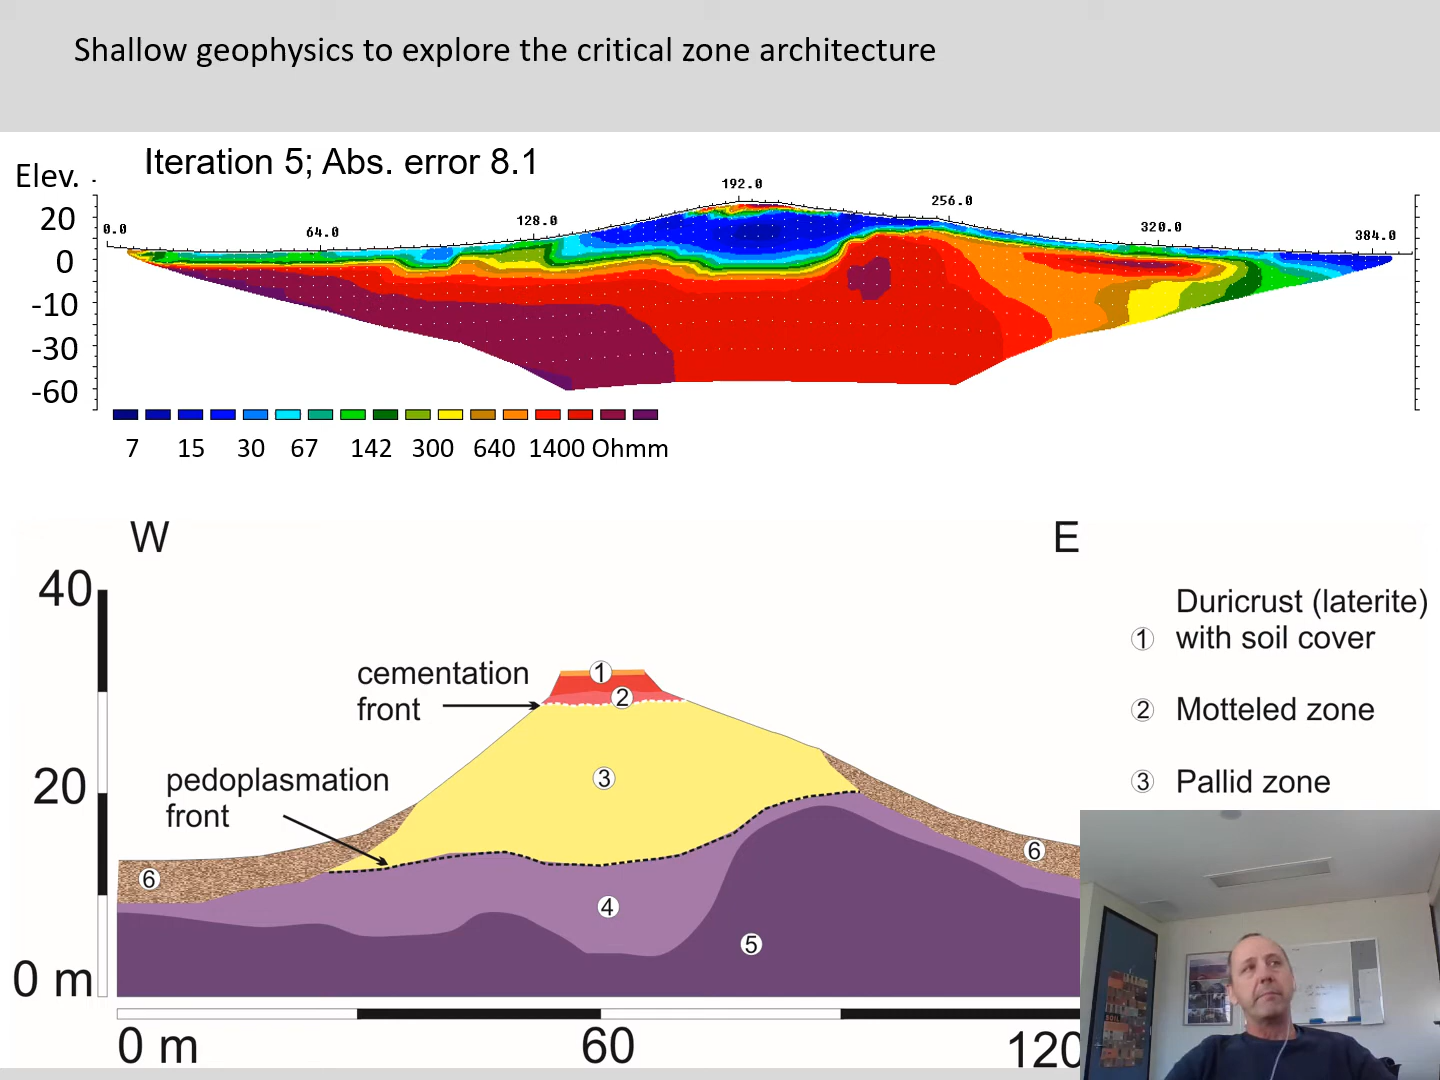 Shallow geophysics to explore the critical zone architecture
Iteration 5; Abs. error 8.1
Elev.
20
0
-10
-30
-60
0.0
64.0
128.0
192.0
256.0
320.0
384.0
7 15 30 67 142 300 640 1400 Ohmm
W
E
40
20
0 m
cementation
front
pedoplasmation
front
1
2
3
4
5
6
6
0 m
60
120
Duricrust (laterite)
1 with soil cover
2 Motteled zone
3 Pallid zone